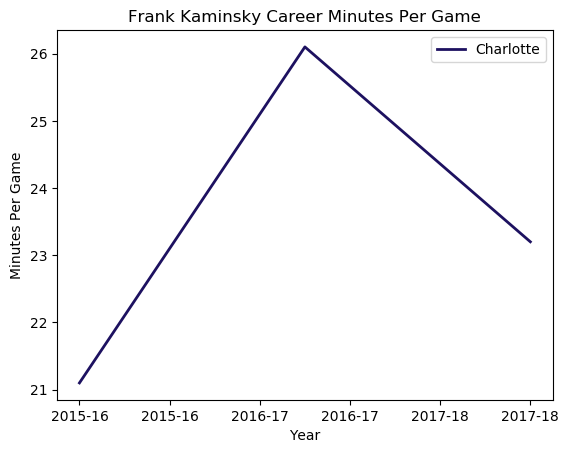 Frank Kaminsky Career Minutes Per Game
Charlotte
26
25
24
23
22
21
Minutes Per Game
2015-16 2015-16 2016-17 2016-17 2017-18 2017-18
Year